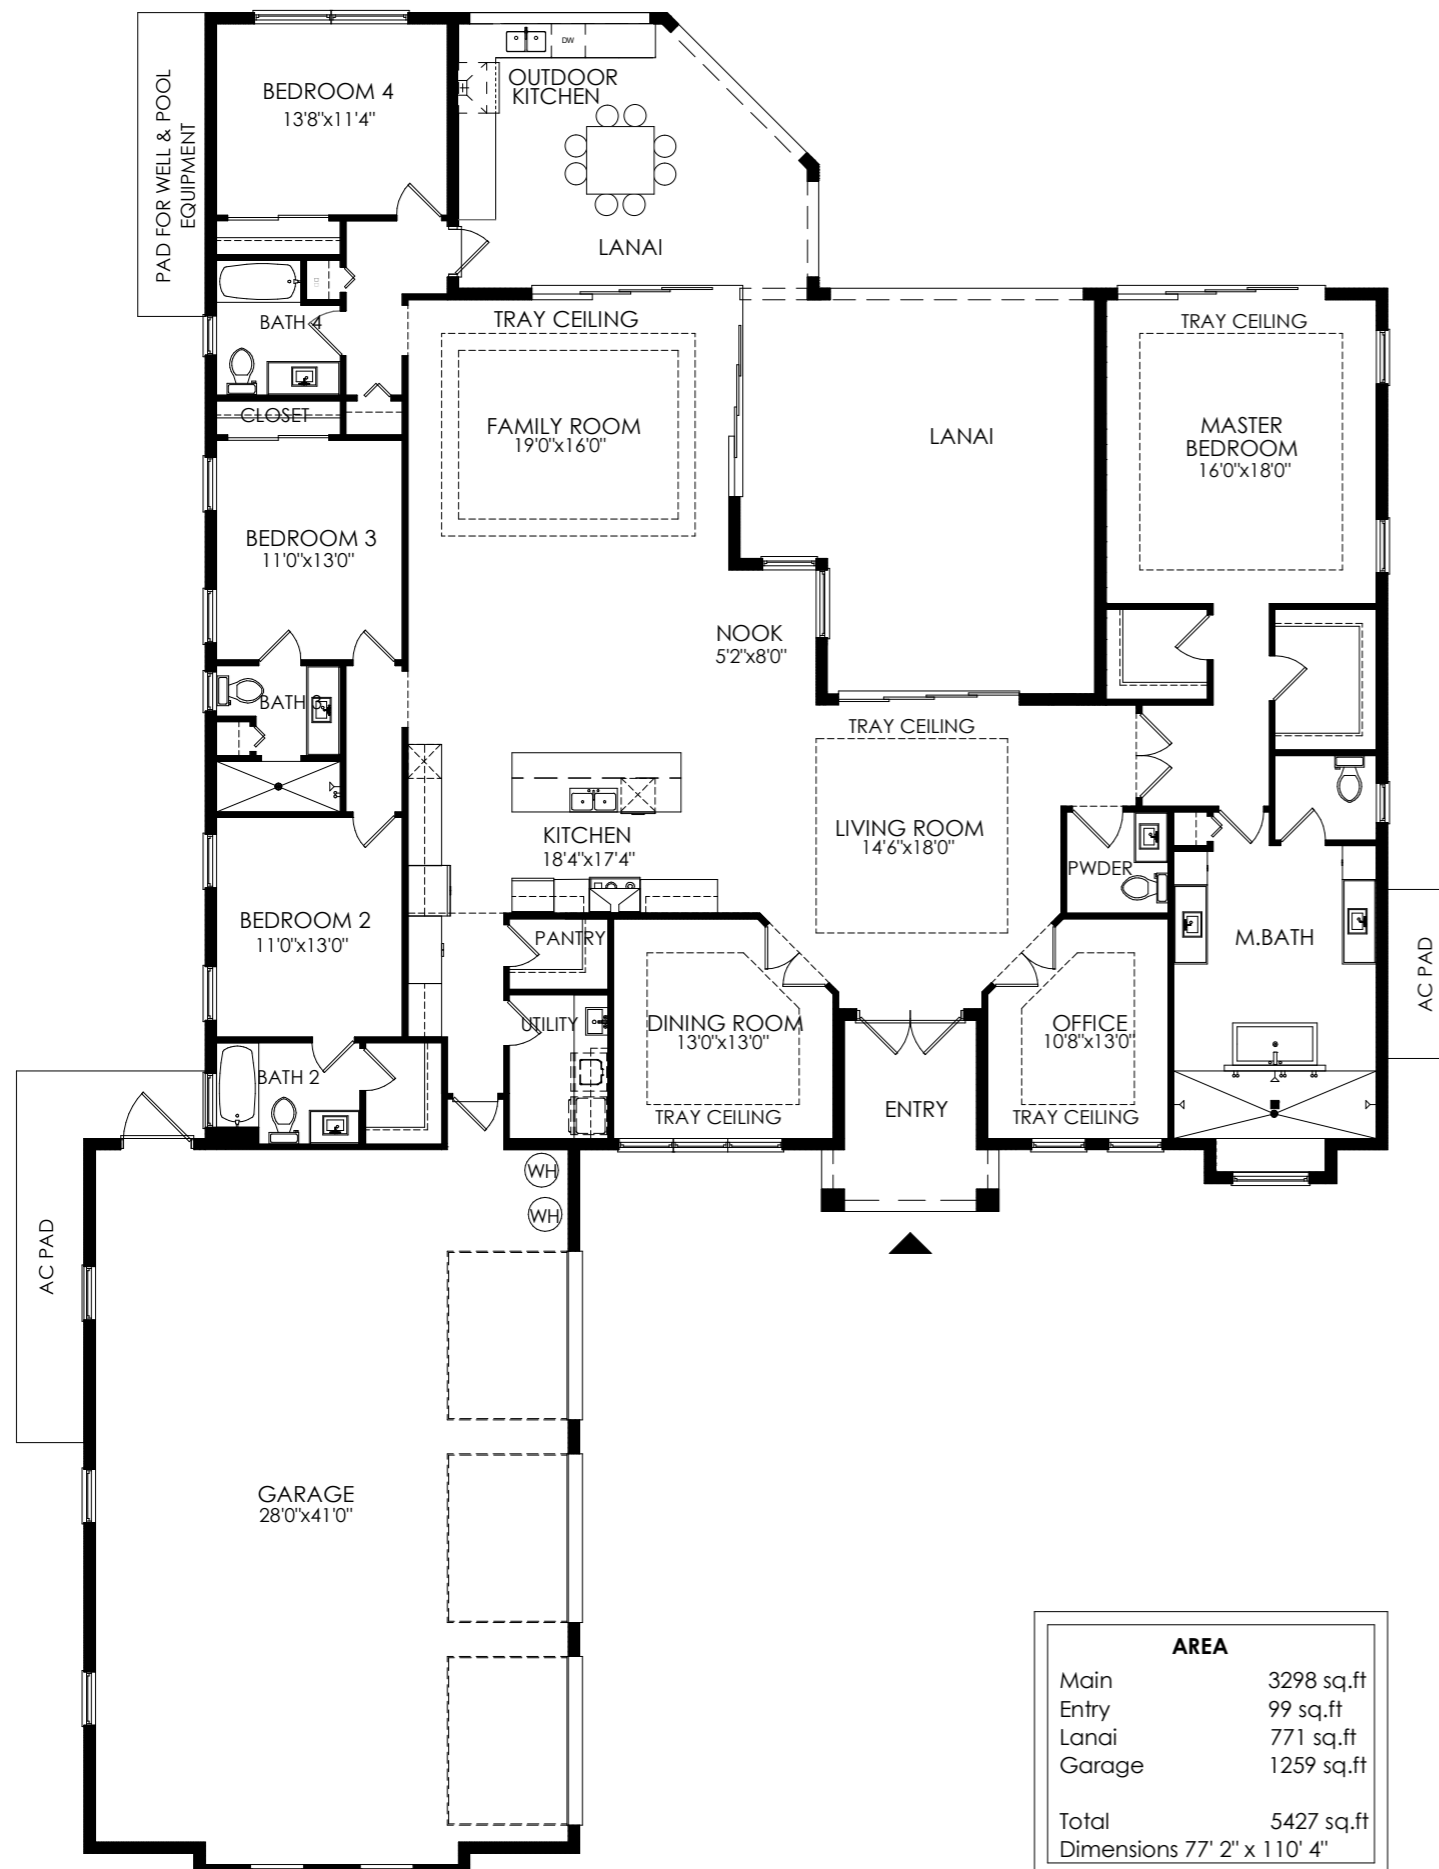 PAD FOR WELL & POOL
EQUIPMENT
BEDROOM 4
13'8"x11'4"
DW
OUTDOOR
KITCHEN
LANAI
BATH 4
CLOSET
TRAY CEILING
FAMILY ROOM
19'0"x16'0"
LANAI
TRAY CEILING
MASTER
BEDROOM
16'0"x18'0"
BEDROOM 3
11'0"x13'0"
NOOK
5'2"x8'0"
BATH 3
TRAY CEILING
LIVING ROOM
14'6"x18'0"
KITCHEN
18'4"x17'4"
PWDER
BEDROOM 2
11'0"x13'0"
PANTRY
M.BATH
AC PAD
UTILITY
DINING ROOM
13'0"x13'0"
TRAY CEILING
OFFICE
10'8"x13'0
TRAY CEILING
BATH 2
ENTRY
WH
WH
AC PAD
GARAGE
28'0"x41'0"
AREA
Main 3298 sq.ft
Entry 99 sq.ft
Lanai 771 sq.ft
Garage 1259 sq.ft
Total 5427 sq.ft
Dimensions 77' 2" x 110' 4"